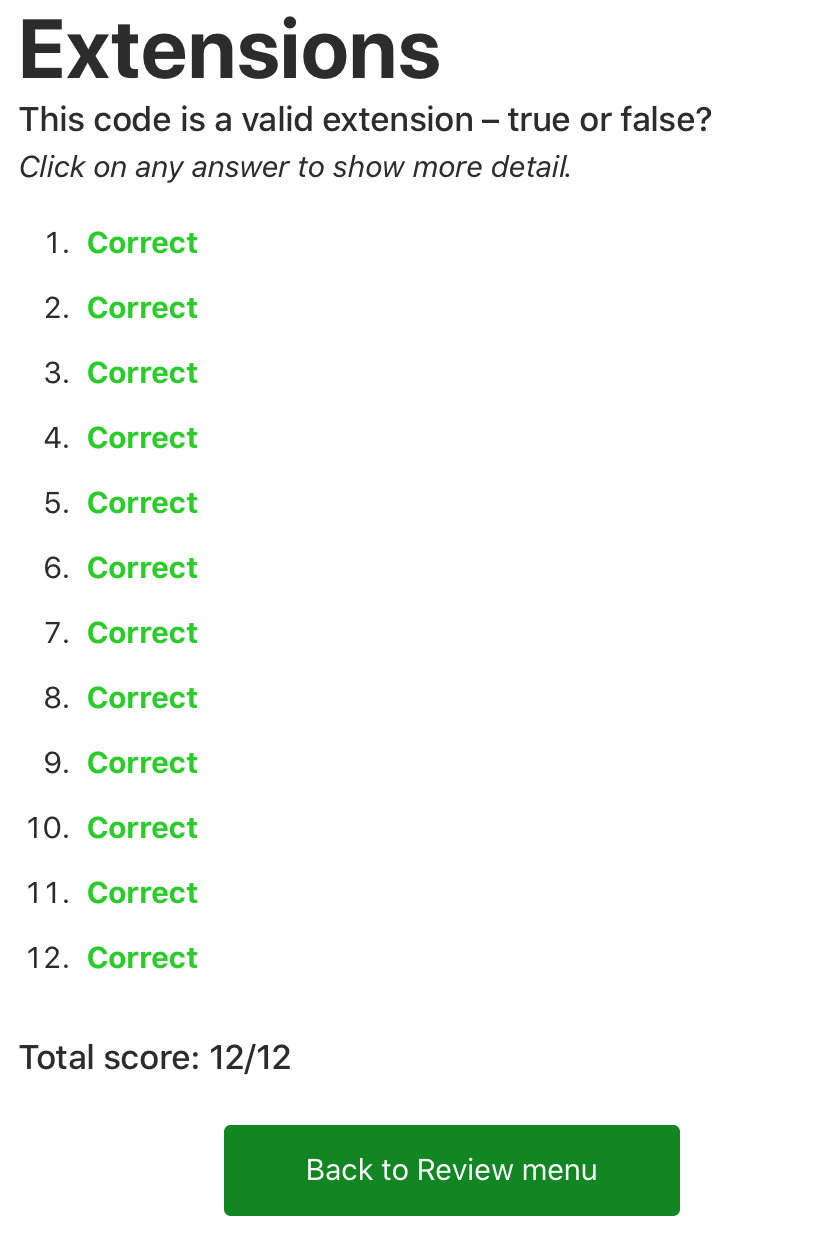 Extensions
This code is a valid extension – true or false?
Click on any answer to show more detail.
1. Correct
2. Correct
3. Correct
4. Correct
5. Correct
6. Correct
7. Correct
8. Correct
9. Correct
10. Correct
11. Correct
12. Correct
Total score: 12/12
Back to Review menu